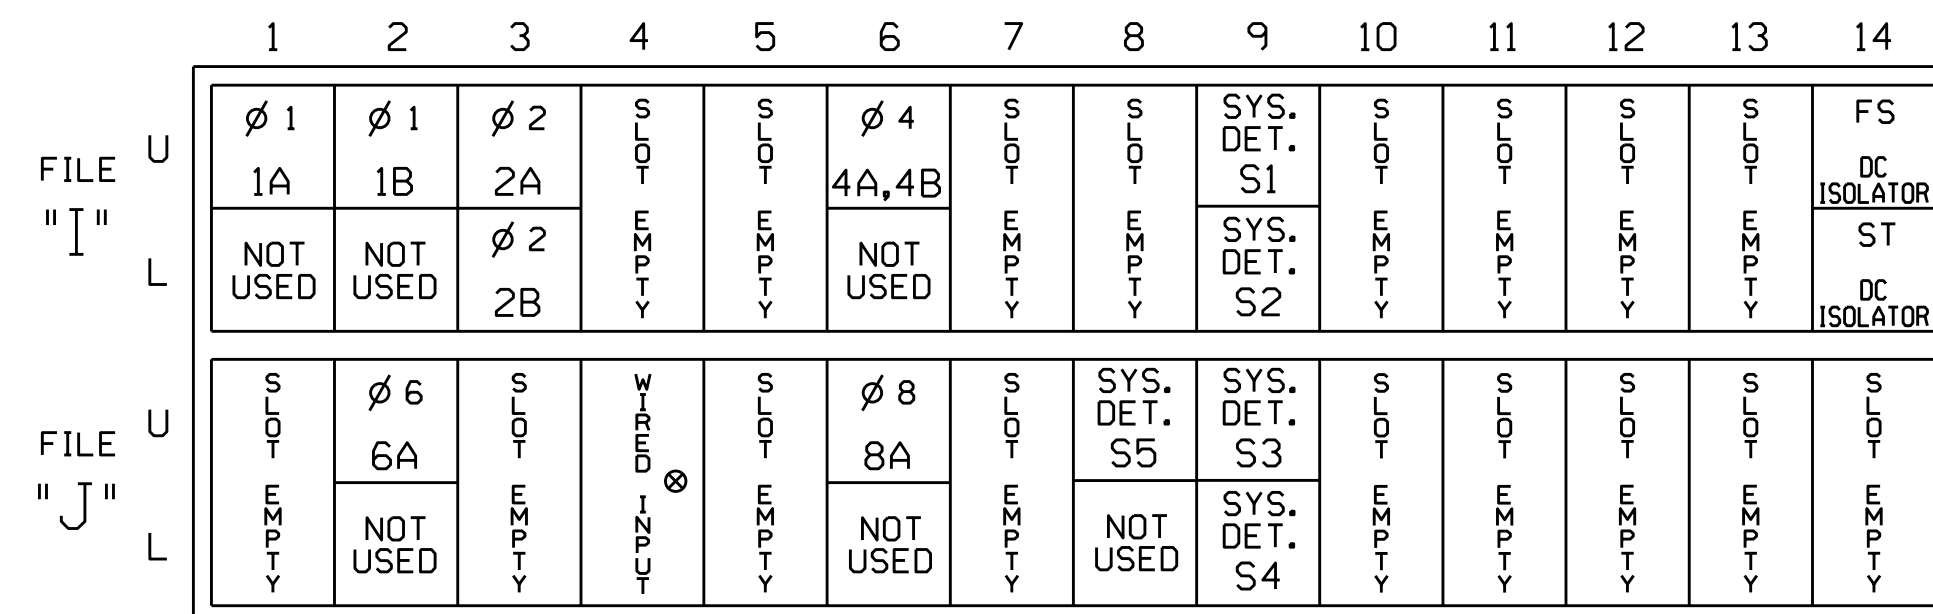 1 2 3 4 5 6 7 8 9 10 11 12 13 14
FILE
"I"
U
L
Ø 1
1A
NOT
USED
Ø 1
1B
NOT
USED
Ø 2
2A
Ø 2
2B
SLOT EMPTY
SLOT EMPTY
Ø 4
4A,4B
NOT
USED
SLOT EMPTY
SLOT EMPTY
SYS.
DET.
S1
SYS.
DET.
S2
SLOT EMPTY
SLOT EMPTY
SLOT EMPTY
SLOT EMPTY
FS
DC
ISOLATOR
ST
DC
ISOLATOR
FILE
"J"
U
L
SLOT EMPTY
Ø 6
6A
NOT
USED
SLOT EMPTY
WIRED INPUT
⊗
SLOT EMPTY
Ø 8
8A
NOT
USED
SLOT EMPTY
SYS.
DET.
S5
NOT
USED
SYS.
DET.
S3
SYS.
DET.
S4
SLOT EMPTY
SLOT EMPTY
SLOT EMPTY
SLOT EMPTY
SLOT EMPTY